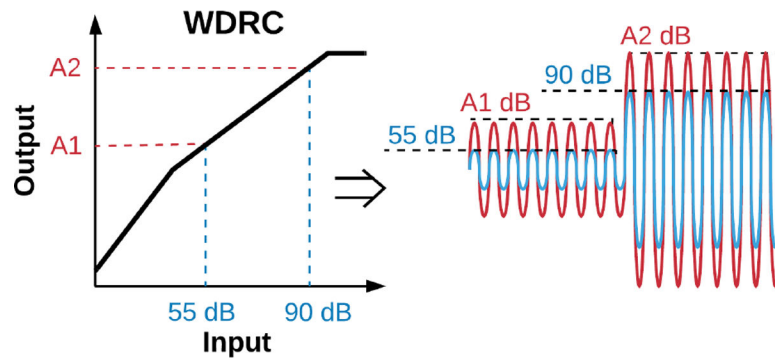 WDRC
Output
A2
A1
55 dB
90 dB
Input
A2 dB
90 dB
A1 dB
55 dB